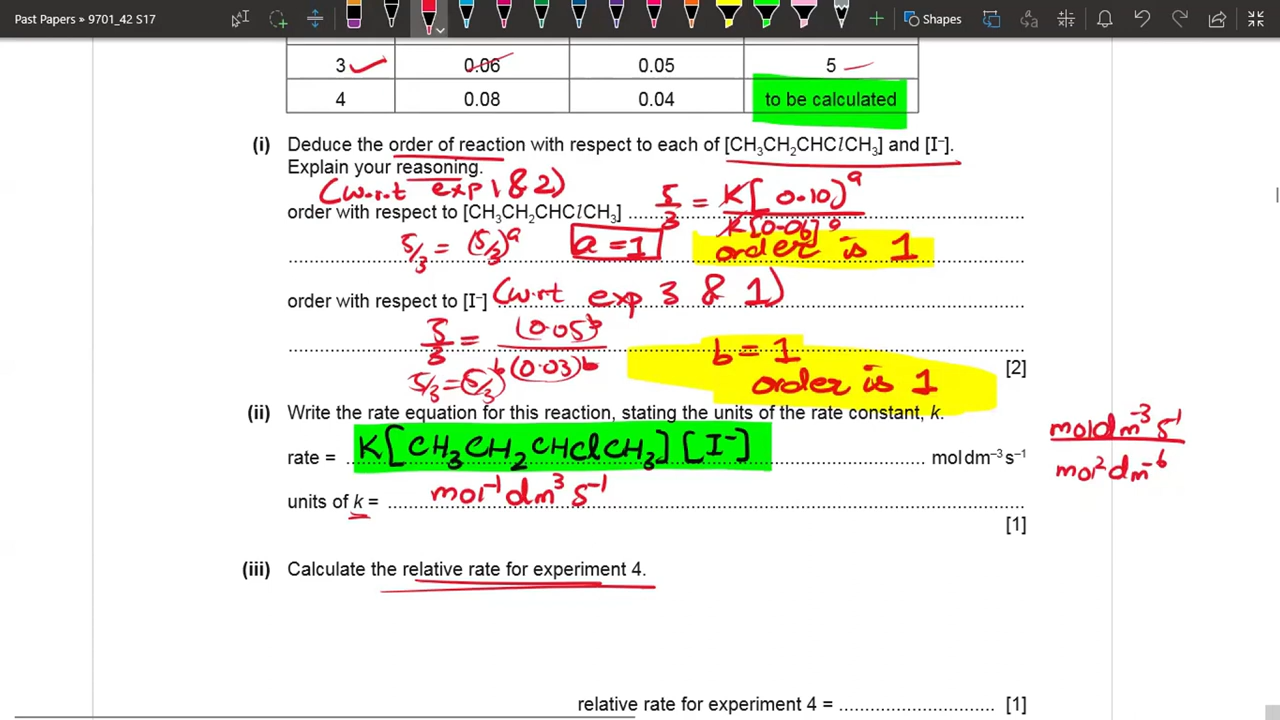 Past Papers » 9701_42 S17
Shapes
3 0.06 0.05 5
4 0.08 0.04 to be calculated
(i) Deduce the order of reaction with respect to each of [CH₃CH₂CHClCH₃] and [I⁻].
Explain your reasoning.
(w.r.t exp 1 & 2)
order with respect to [CH₃CH₂CHClCH₃] 5/3 = K[0.10)ᵃ / K[0.06]ᵃ
5/3 = (5/3)ᵃ a = 1 order is 1
order with respect to [I⁻] (w.r.t exp 3 & 1)
5/3 = (0.05)ᵇ / (0.03)ᵇ b = 1
5/3 = (5/3)ᵇ order is 1 [2]
(ii) Write the rate equation for this reaction, stating the units of the rate constant, k.
rate = K[CH₃CH₂CHClCH₃][I⁻] mol dm⁻³ s⁻¹
moldm⁻³ s⁻¹ / mol² dm⁻⁶
units of k = mol⁻¹ dm³ s⁻¹
[1]
(iii) Calculate the relative rate for experiment 4.
relative rate for experiment 4 = .............................. [1]